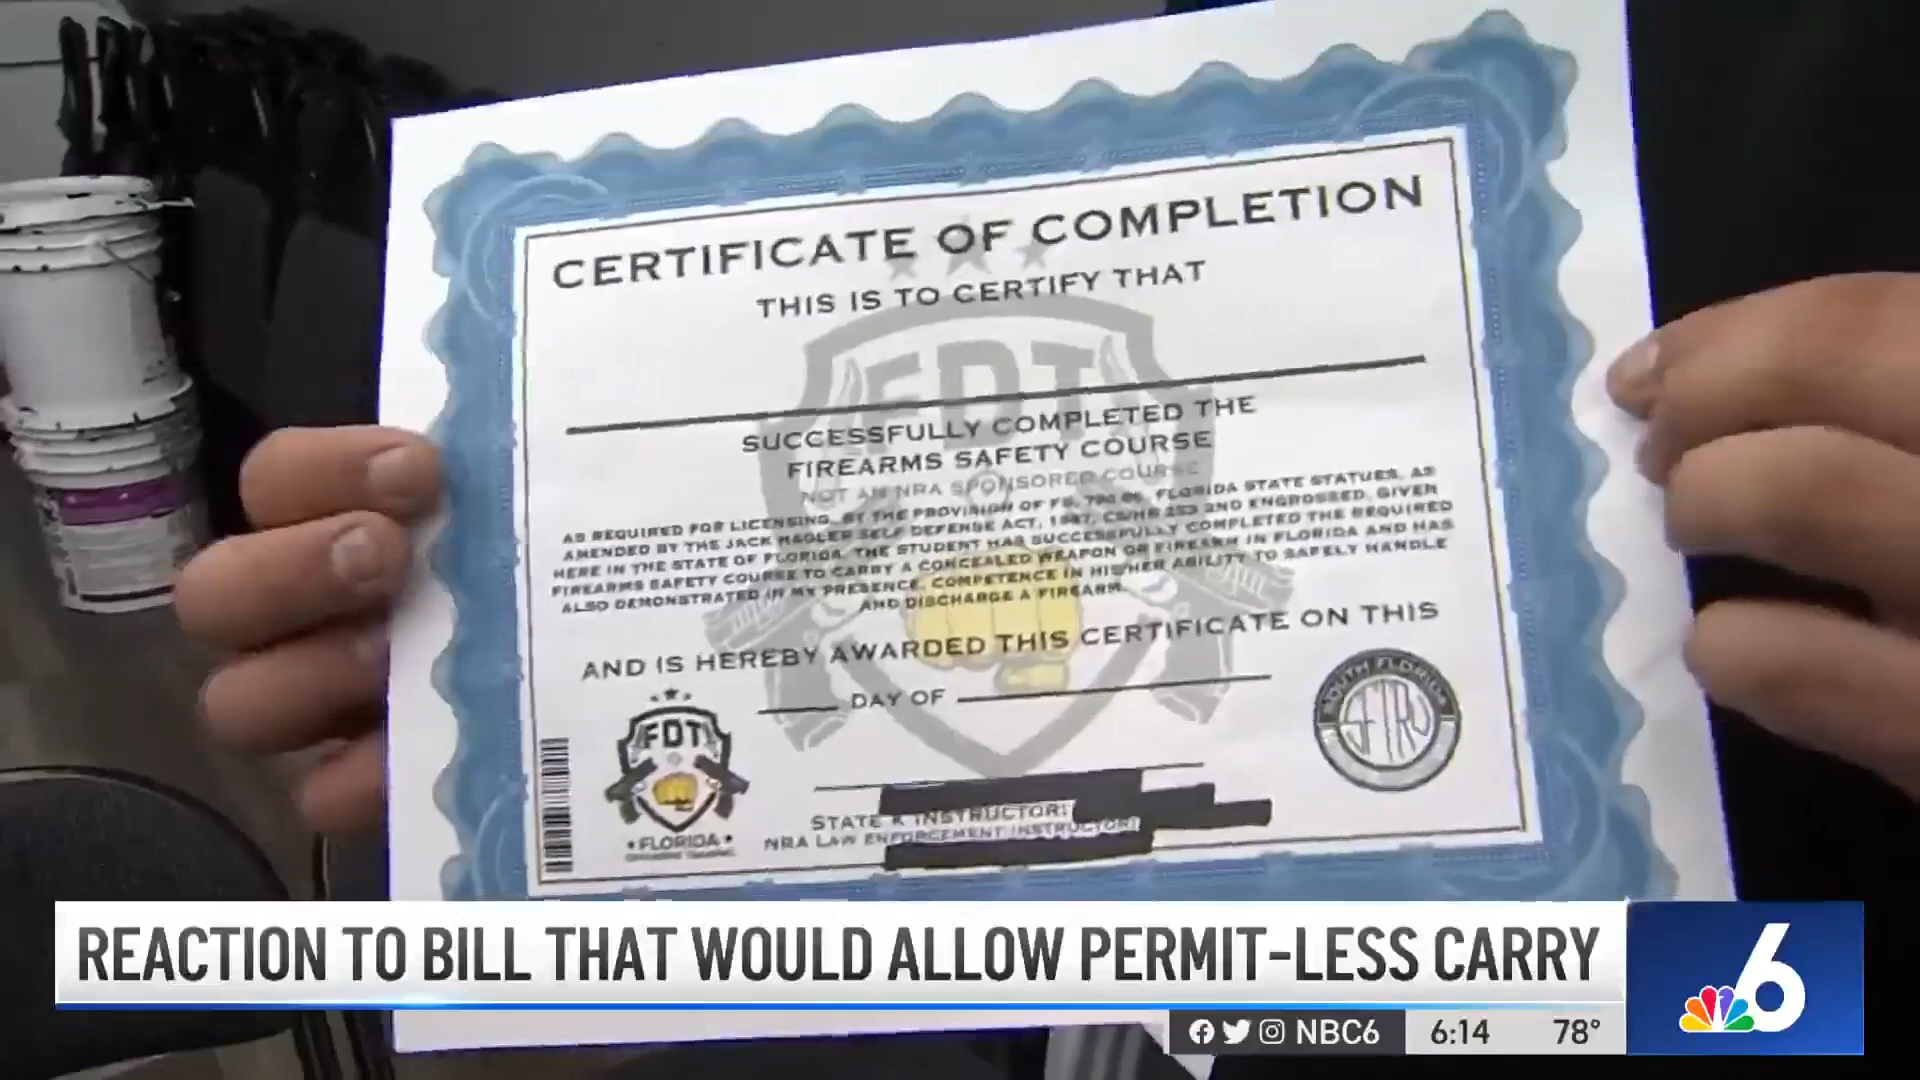 CERTIFICATE OF COMPLETION
THIS IS TO CERTIFY THAT
FDT
SUCCESSFULLY COMPLETED THE
FIREARMS SAFETY COURSE
NOT AN NRA SPONSORED COURSE
AS REQUIRED FOR LICENSING, BY THE PROVISION OF FS. 790.06, FLORIDA STATE STATUES, AS
AMENDED BY THE JACK HAGLER SELF DEFENSE ACT, 1987, CS/HB 253 2ND ENGROSSED, GIVEN
HERE IN THE STATE OF FLORIDA. THE STUDENT HAS SUCCESSFULLY COMPLETED THE REQUIRED
FIREARMS SAFETY COURSE TO CARRY A CONCEALED WEAPON OR FIREARM IN FLORIDA AND HAS
ALSO DEMONSTRATED IN MY PRESENCE, COMPETENCE IN HIS/HER ABILITY TO SAFELY HANDLE
AND DISCHARGE A FIREARM.
AND IS HEREBY AWARDED THIS CERTIFICATE ON THIS
DAY OF
FDT
FLORIDA
SOUTH FLORIDA
STATE K INSTRUCTOR:
NRA LAW ENFORCEMENT INSTRUCTOR:
REACTION TO BILL THAT WOULD ALLOW PERMIT-LESS CARRY
6
NBC6 6:14 78°